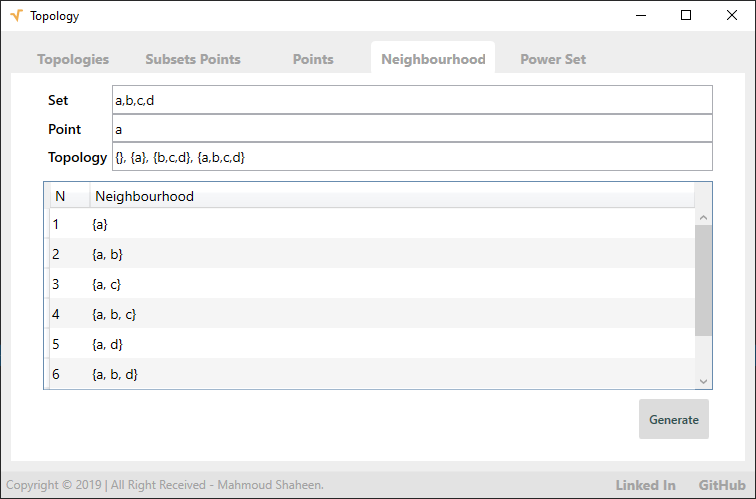 Topology
Topologies Subsets Points Points Neighbourhood Power Set
Set a,b,c,d
Point a
Topology {}, {a}, {b,c,d}, {a,b,c,d}
N Neighbourhood
1 {a}
2 {a, b}
3 {a, c}
4 {a, b, c}
5 {a, d}
6 {a, b, d}
Generate
Copyright © 2019 | All Right Received - Mahmoud Shaheen. Linked In GitHub